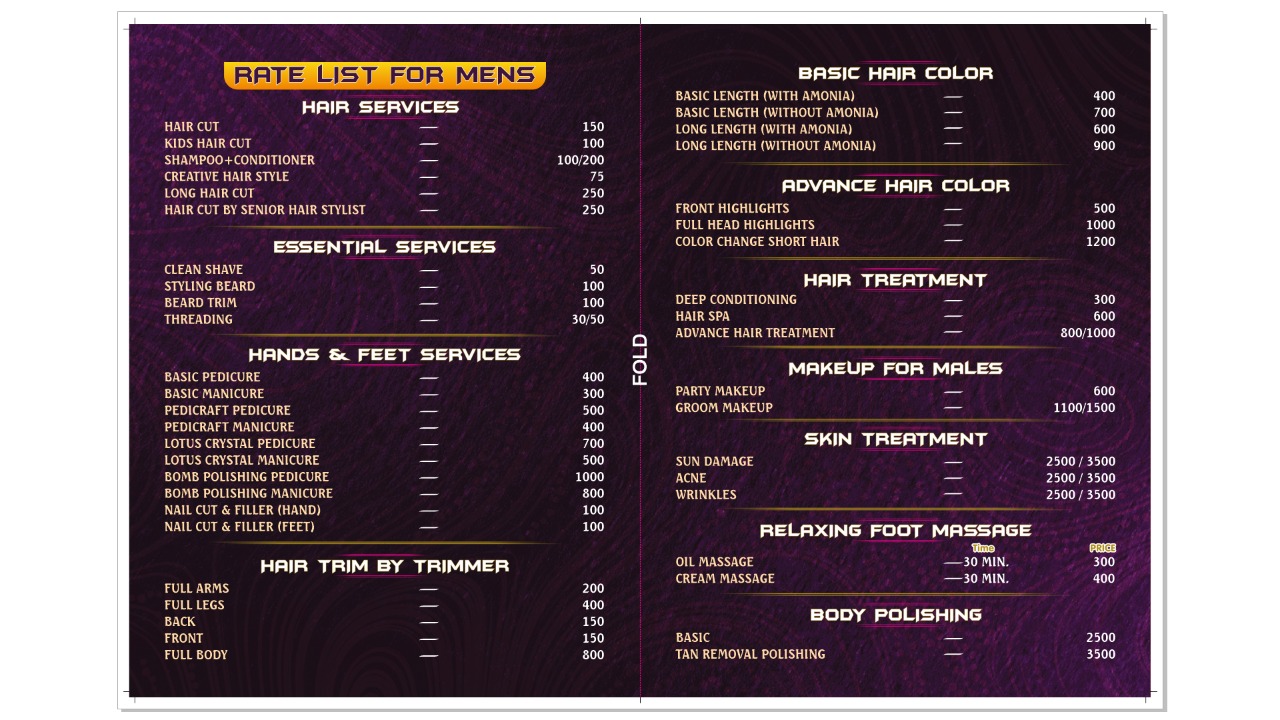 RATE LIST FOR MENS
HAIR SERVICES
HAIR CUT — 150
KIDS HAIR CUT — 100
SHAMPOO+CONDITIONER — 100/200
CREATIVE HAIR STYLE — 75
LONG HAIR CUT — 250
HAIR CUT BY SENIOR HAIR STYLIST — 250
ESSENTIAL SERVICES
CLEAN SHAVE — 50
STYLING BEARD — 100
BEARD TRIM — 100
THREADING — 30/50
HANDS & FEET SERVICES
BASIC PEDICURE — 400
BASIC MANICURE — 300
PEDICRAFT PEDICURE — 500
PEDICRAFT MANICURE — 400
LOTUS CRYSTAL PEDICURE — 700
LOTUS CRYSTAL MANICURE — 500
BOMB POLISHING PEDICURE — 1000
BOMB POLISHING MANICURE — 800
NAIL CUT & FILLER (HAND) — 100
NAIL CUT & FILLER (FEET) — 100
HAIR TRIM BY TRIMMER
FULL ARMS — 200
FULL LEGS — 400
BACK — 150
FRONT — 150
FULL BODY — 800
FOLD
BASIC HAIR COLOR
BASIC LENGTH (WITH AMONIA) — 400
BASIC LENGTH (WITHOUT AMONIA) — 700
LONG LENGTH (WITH AMONIA) — 600
LONG LENGTH (WITHOUT AMONIA) — 900
ADVANCE HAIR COLOR
FRONT HIGHLIGHTS — 500
FULL HEAD HIGHLIGHTS — 1000
COLOR CHANGE SHORT HAIR — 1200
HAIR TREATMENT
DEEP CONDITIONING — 300
HAIR SPA — 600
ADVANCE HAIR TREATMENT — 800/1000
MAKEUP FOR MALES
PARTY MAKEUP — 600
GROOM MAKEUP — 1100/1500
SKIN TREATMENT
SUN DAMAGE — 2500 / 3500
ACNE — 2500 / 3500
WRINKLES — 2500 / 3500
RELAXING FOOT MASSAGE
Time PRICE
OIL MASSAGE — 30 MIN. 300
CREAM MASSAGE — 30 MIN. 400
BODY POLISHING
BASIC — 2500
TAN REMOVAL POLISHING — 3500